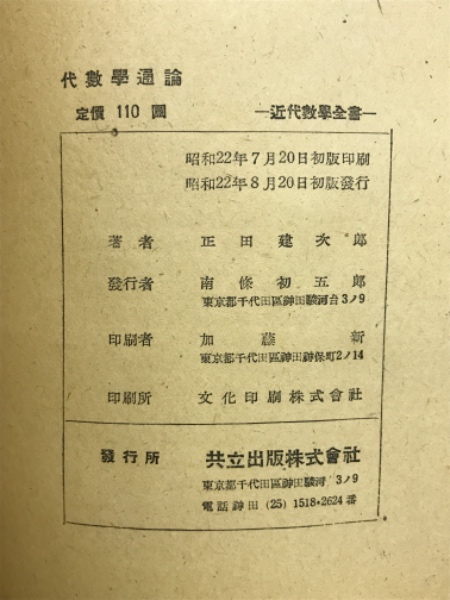 代數學通論
定價 110 圓 —近代數學全書—
昭和22年7月20日初版印刷
昭和22年8月20日初版發行
著者 正田建次郎
發行者 南條初五郎
東京都千代田區神田駿河台3ノ9
印刷者 加藤新
東京都千代田區神田神保町2ノ14
印刷所 文化印刷株式會社
發行所 共立出版株式會社
東京都千代田區神田駿河 3ノ9
電話神田 (25) 1518・2624番